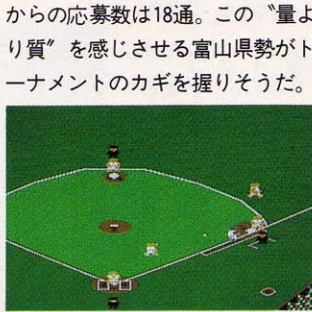 からの応募数は18通。この〝量よ
り質〟を感じさせる富山県勢がト
ーナメントのカギを握りそうだ。